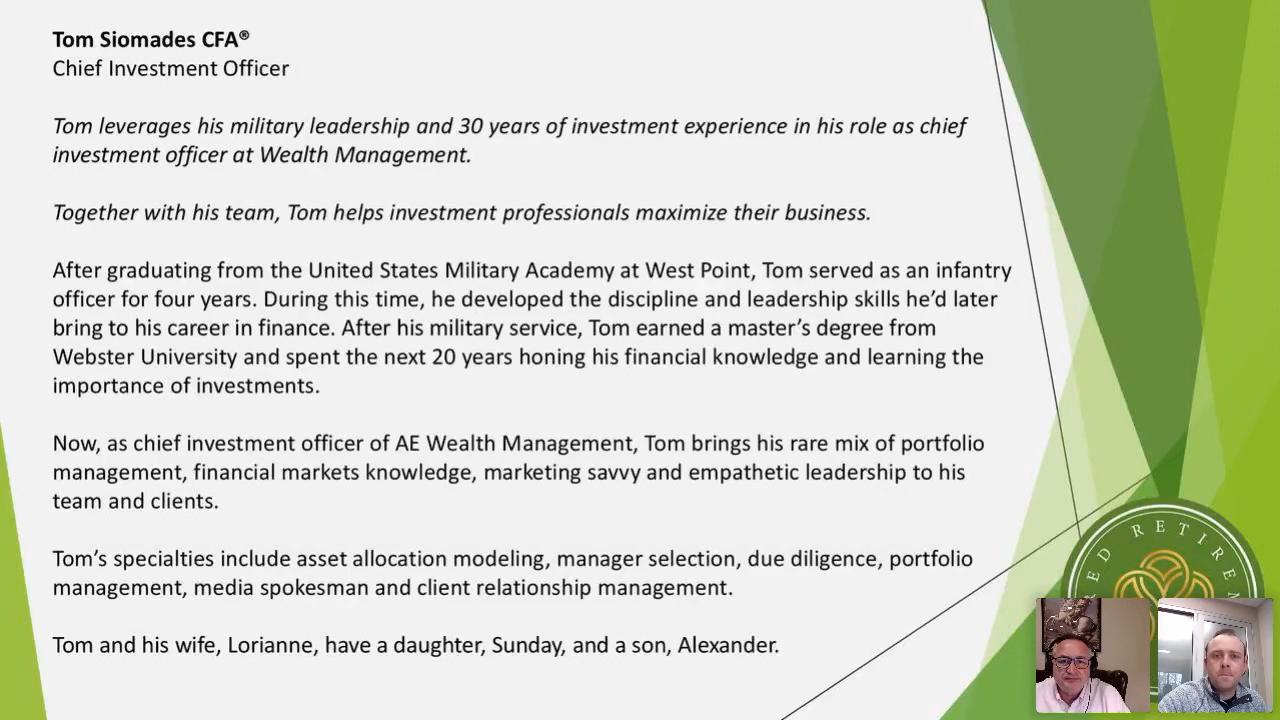 Tom Siomades CFA®
Chief Investment Officer
Tom leverages his military leadership and 30 years of investment experience in his role as chief
investment officer at Wealth Management.
Together with his team, Tom helps investment professionals maximize their business.
After graduating from the United States Military Academy at West Point, Tom served as an infantry
officer for four years. During this time, he developed the discipline and leadership skills he’d later
bring to his career in finance. After his military service, Tom earned a master’s degree from
Webster University and spent the next 20 years honing his financial knowledge and learning the
importance of investments.
Now, as chief investment officer of AE Wealth Management, Tom brings his rare mix of portfolio
management, financial markets knowledge, marketing savvy and empathetic leadership to his
team and clients.
Tom’s specialties include asset allocation modeling, manager selection, due diligence, portfolio
management, media spokesman and client relationship management.
Tom and his wife, Lorianne, have a daughter, Sunday, and a son, Alexander.